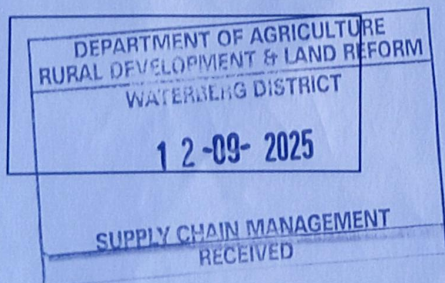 DEPARTMENT OF AGRICULTURE
RURAL DEVELOPMENT & LAND REFORM
WATERBERG DISTRICT
12 -09- 2025
SUPPLY CHAIN MANAGEMENT
RECEIVED